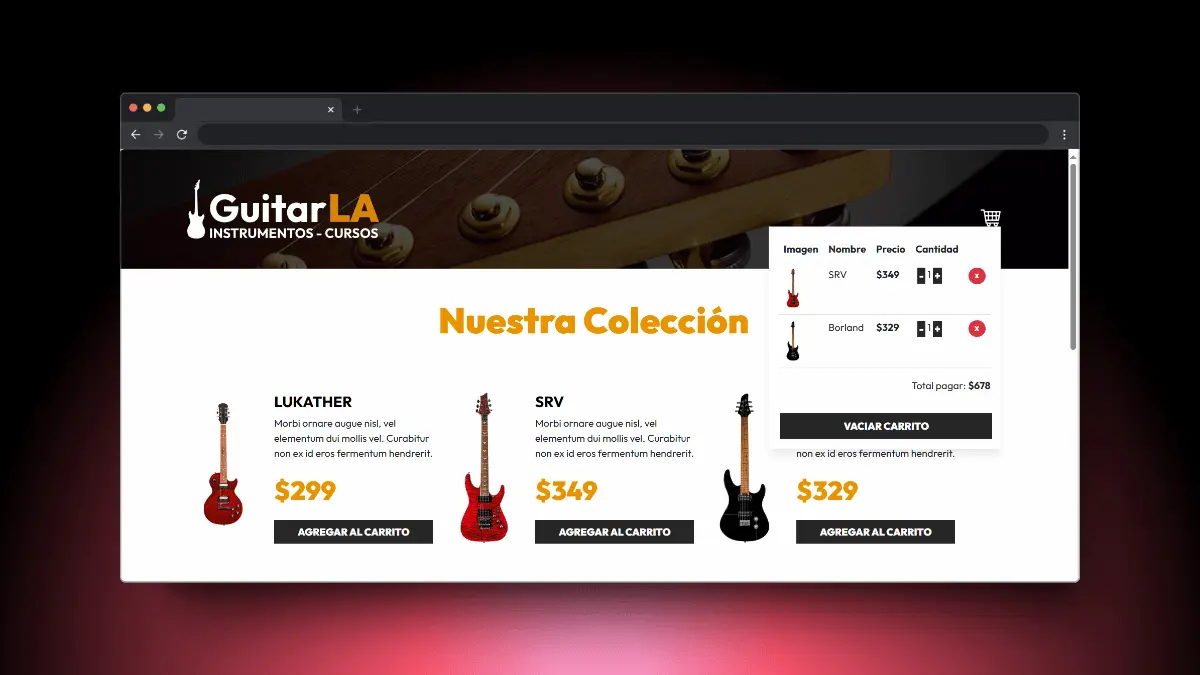 GuitarLA
INSTRUMENTOS - CURSOS
Imagen Nombre Precio Cantidad
SRV $349 - 1 + x
Borland $329 - 1 + x
Total pagar: $678
VACIAR CARRITO
Nuestra Colección
LUKATHER
Morbi ornare augue nisl, vel
elementum dui mollis vel. Curabitur
non ex id eros fermentum hendrerit.
$299
AGREGAR AL CARRITO
SRV
Morbi ornare augue nisl, vel
elementum dui mollis vel. Curabitur
non ex id eros fermentum hendrerit.
$349
AGREGAR AL CARRITO
non ex id eros fermentum hendrerit.
$329
AGREGAR AL CARRITO